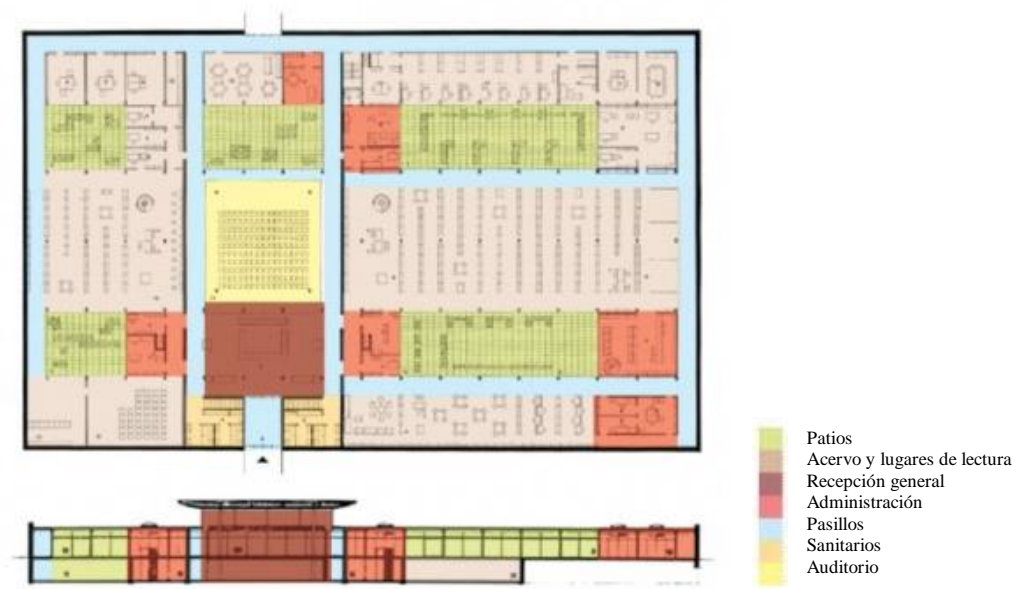 Patios
Acervo y lugares de lectura
Recepción general
Administración
Pasillos
Sanitarios
Auditorio